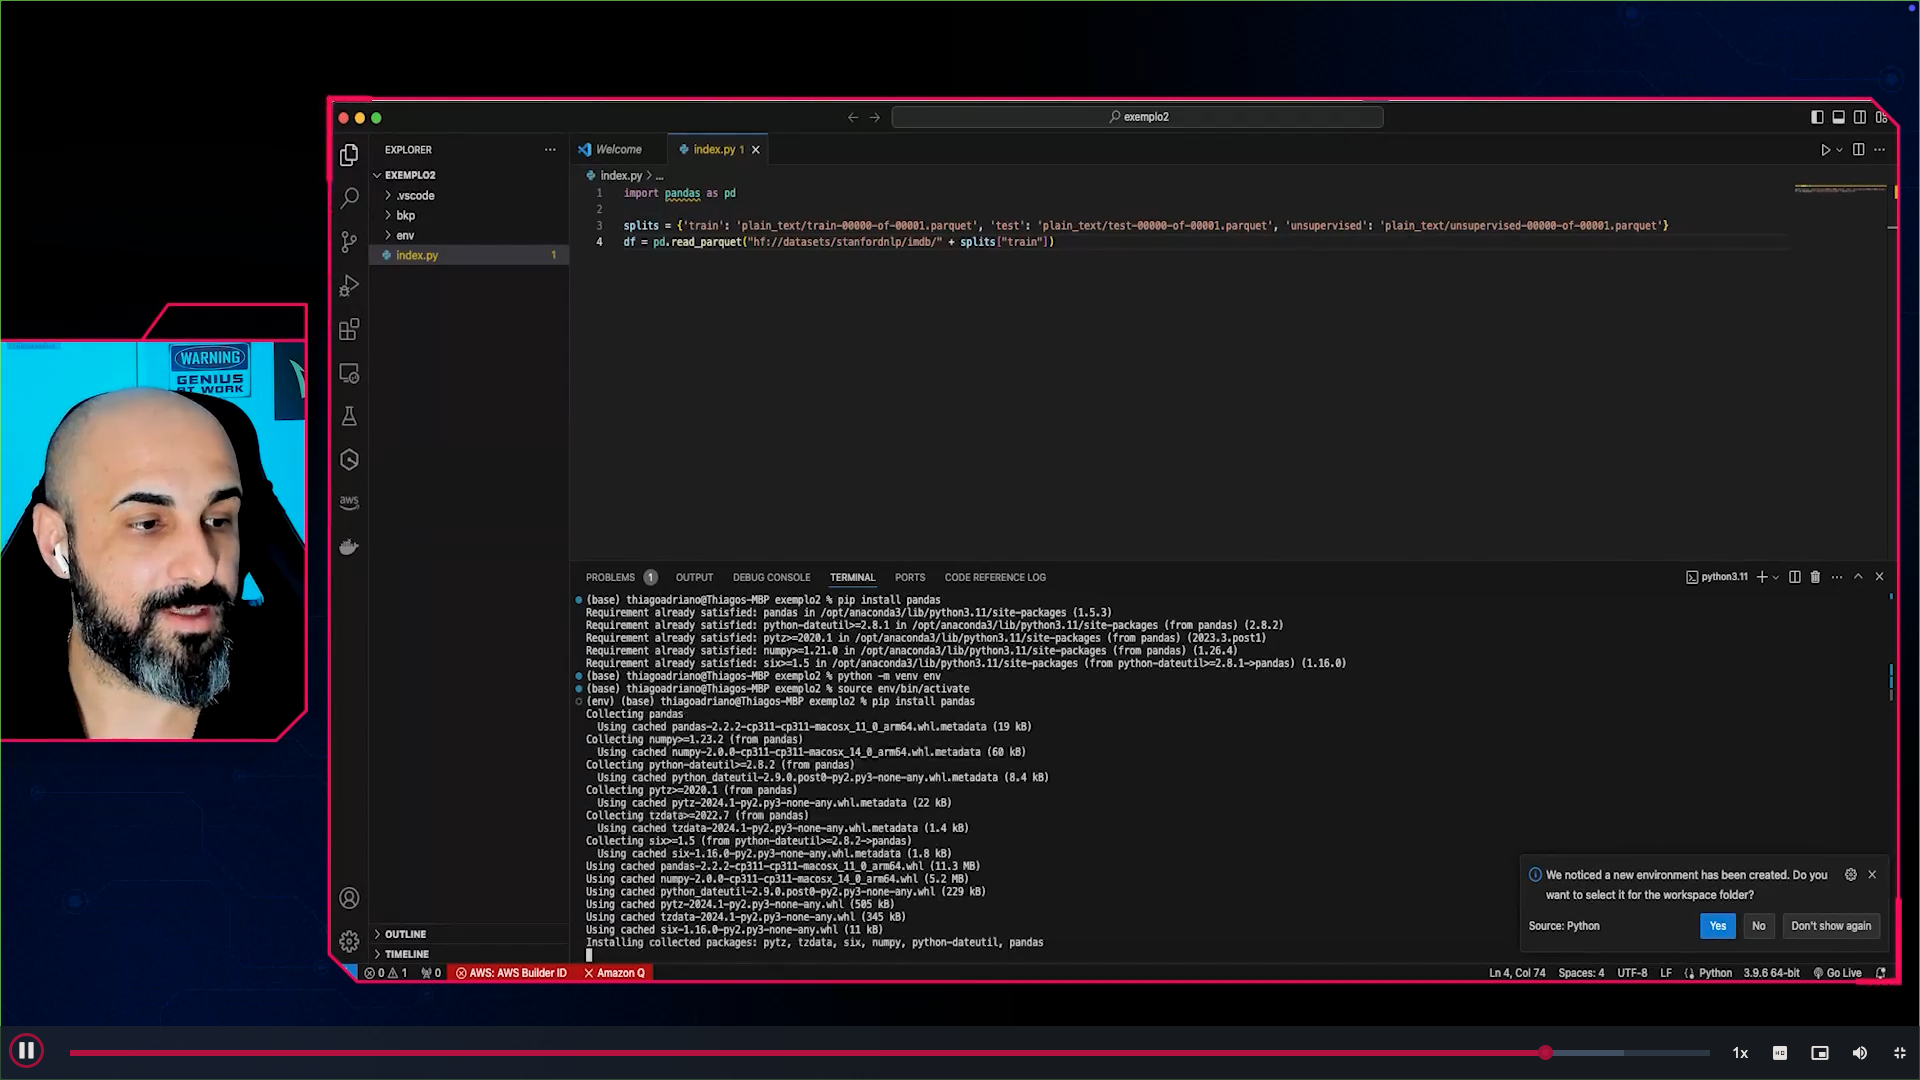 WARNING
GENIUS
AT WORK
exemplo2
EXPLORER
EXEMPLO2
.vscode
bkp
env
index.py 1
OUTLINE
TIMELINE
Welcome
index.py 1
index.py > ...
1 import pandas as pd
2
3 splits = {'train': 'plain_text/train-00000-of-00001.parquet', 'test': 'plain_text/test-00000-of-00001.parquet', 'unsupervised': 'plain_text/unsupervised-00000-of-00001.parquet'}
4 df = pd.read_parquet("hf://datasets/stanfordnlp/imdb/" + splits["train"])
PROBLEMS 1 OUTPUT DEBUG CONSOLE TERMINAL PORTS CODE REFERENCE LOG
python3.11
(base) thiagoadriano@Thiagos-MBP exemplo2 % pip install pandas
Requirement already satisfied: pandas in /opt/anaconda3/lib/python3.11/site-packages (1.5.3)
Requirement already satisfied: python-dateutil>=2.8.1 in /opt/anaconda3/lib/python3.11/site-packages (from pandas) (2.8.2)
Requirement already satisfied: pytz>=2020.1 in /opt/anaconda3/lib/python3.11/site-packages (from pandas) (2023.3.post1)
Requirement already satisfied: numpy>=1.21.0 in /opt/anaconda3/lib/python3.11/site-packages (from pandas) (1.26.4)
Requirement already satisfied: six>=1.5 in /opt/anaconda3/lib/python3.11/site-packages (from python-dateutil>=2.8.1->pandas) (1.16.0)
(base) thiagoadriano@Thiagos-MBP exemplo2 % python -m venv env
(base) thiagoadriano@Thiagos-MBP exemplo2 % source env/bin/activate
(env) (base) thiagoadriano@Thiagos-MBP exemplo2 % pip install pandas
Collecting pandas
Using cached pandas-2.2.2-cp311-cp311-macosx_11_0_arm64.whl.metadata (19 kB)
Collecting numpy>=1.23.2 (from pandas)
Using cached numpy-2.0.0-cp311-cp311-macosx_14_0_arm64.whl.metadata (60 kB)
Collecting python-dateutil>=2.8.2 (from pandas)
Using cached python_dateutil-2.9.0.post0-py2.py3-none-any.whl.metadata (8.4 kB)
Collecting pytz>=2020.1 (from pandas)
Using cached pytz-2024.1-py2.py3-none-any.whl.metadata (22 kB)
Collecting tzdata>=2022.7 (from pandas)
Using cached tzdata-2024.1-py2.py3-none-any.whl.metadata (1.4 kB)
Collecting six>=1.5 (from python-dateutil>=2.8.2->pandas)
Using cached six-1.16.0-py2.py3-none-any.whl.metadata (1.8 kB)
Using cached pandas-2.2.2-cp311-cp311-macosx_11_0_arm64.whl (11.3 MB)
Using cached numpy-2.0.0-cp311-cp311-macosx_14_0_arm64.whl (5.2 MB)
Using cached python_dateutil-2.9.0.post0-py2.py3-none-any.whl (229 kB)
Using cached pytz-2024.1-py2.py3-none-any.whl (505 kB)
Using cached tzdata-2024.1-py2.py3-none-any.whl (345 kB)
Using cached six-1.16.0-py2.py3-none-any.whl (11 kB)
Installing collected packages: pytz, tzdata, six, numpy, python-dateutil, pandas
We noticed a new environment has been created. Do you
want to select it for the workspace folder?
Source: Python Yes No Don't show again
aws
0 1 0 AWS: AWS Builder ID Amazon Q Ln 4, Col 74 Spaces: 4 UTF-8 LF Python 3.9.6 64-bit Go Live
1x